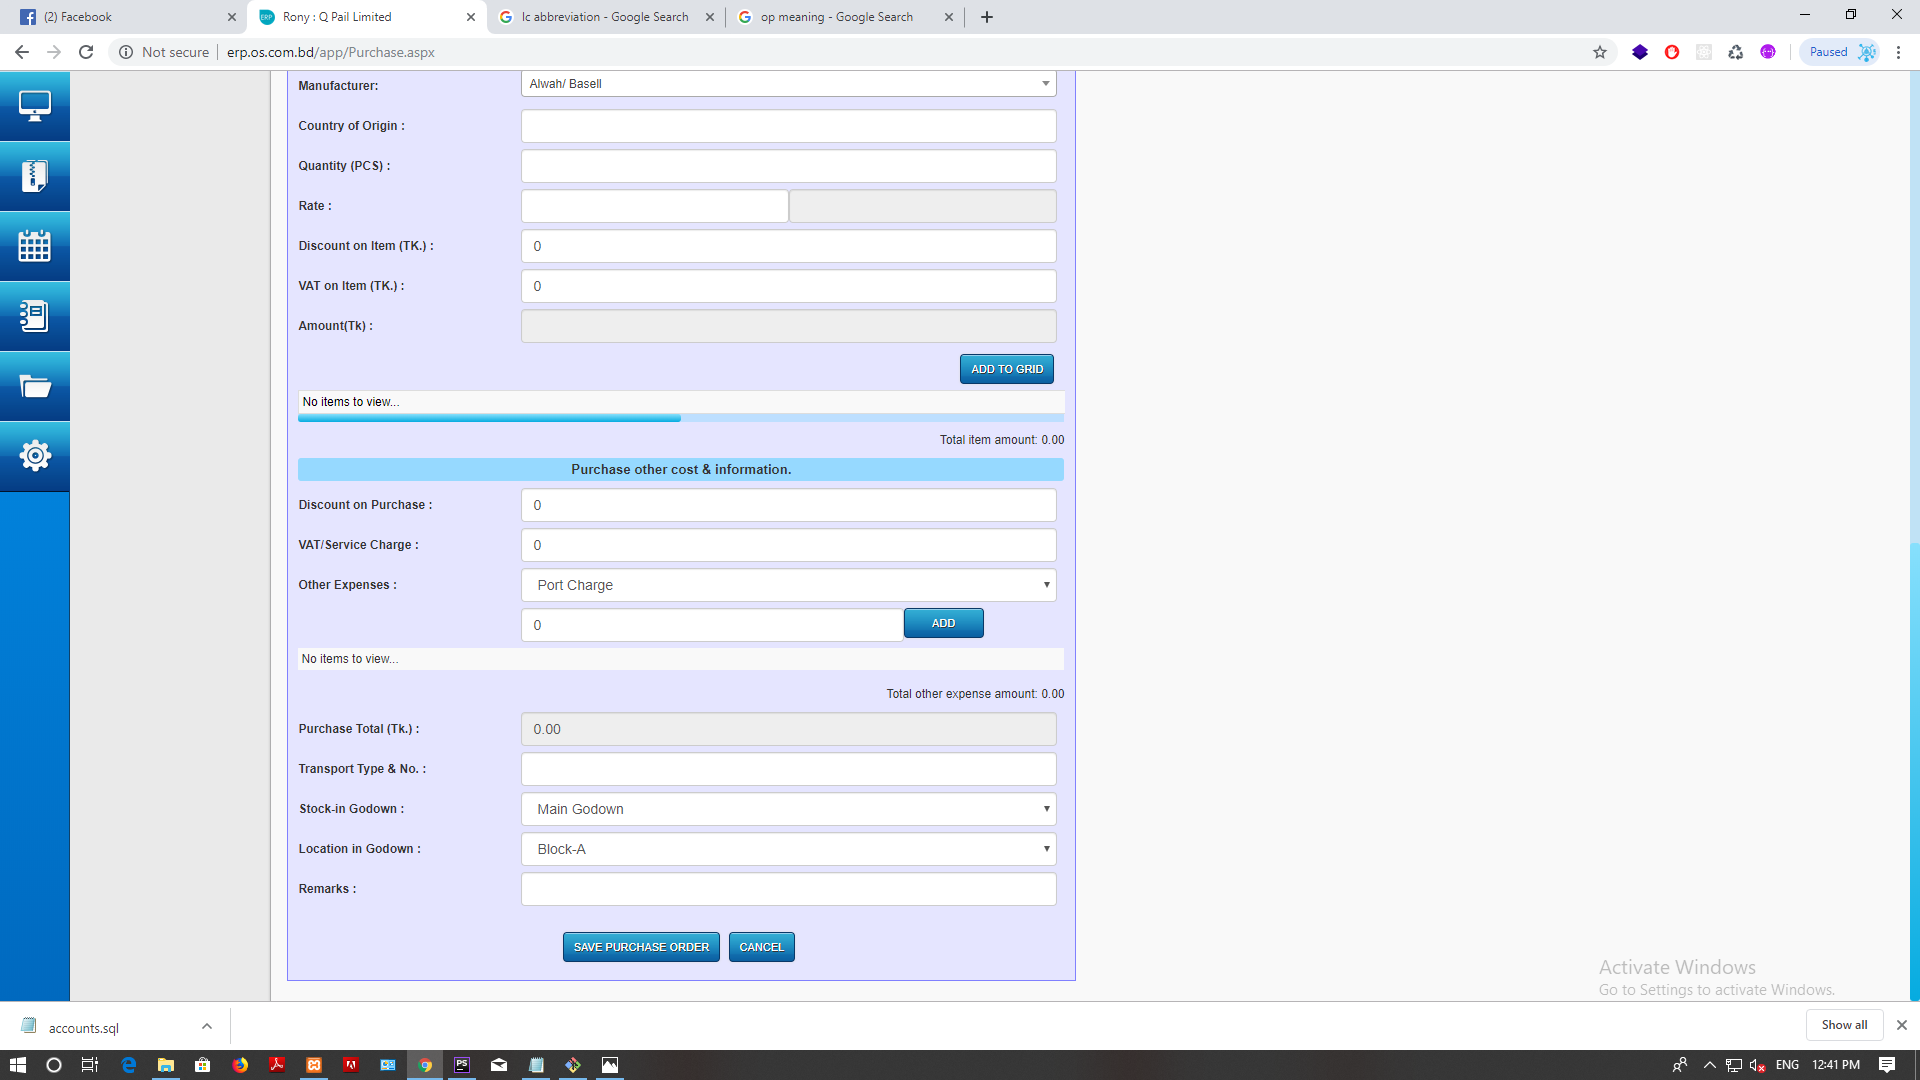 (2) Facebook
Rony : Q Pail Limited
lc abbreviation - Google Search
op meaning - Google Search
Not secure
erp.os.com.bd/app/Purchase.aspx
Paused
Manufacturer:
Alwah/ Basell
Country of Origin :
Quantity (PCS) :
Rate :
Discount on Item (TK.) :
0
VAT on Item (TK.) :
0
Amount(Tk) :
ADD TO GRID
No items to view...
Total item amount: 0.00
Purchase other cost & information.
Discount on Purchase :
0
VAT/Service Charge :
0
Other Expenses :
Port Charge
0
ADD
No items to view...
Total other expense amount: 0.00
Purchase Total (Tk.) :
0.00
Transport Type & No. :
Stock-in Godown :
Main Godown
Location in Godown :
Block-A
Remarks :
SAVE PURCHASE ORDER
CANCEL
Activate Windows
Go to Settings to activate Windows.
accounts.sql
Show all
PS
ENG
12:41 PM